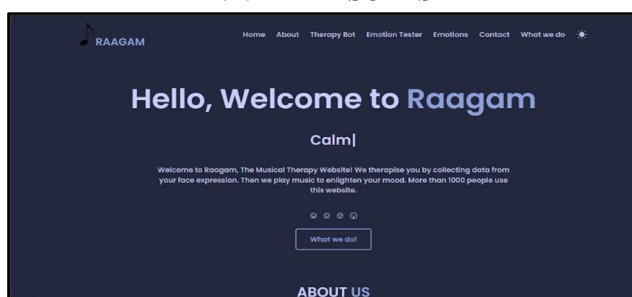 RAAGAM
Home About Therapy Bot Emotion Tester Emotions Contact What we do
Hello, Welcome to Raagam
Calm|
Welcome to Raagam, The Musical Therapy Website! We therapise you by collecting data from
your face expression. Then we play music to enlighten your mood. More than 1000 people use
this website.
What we do!
ABOUT US